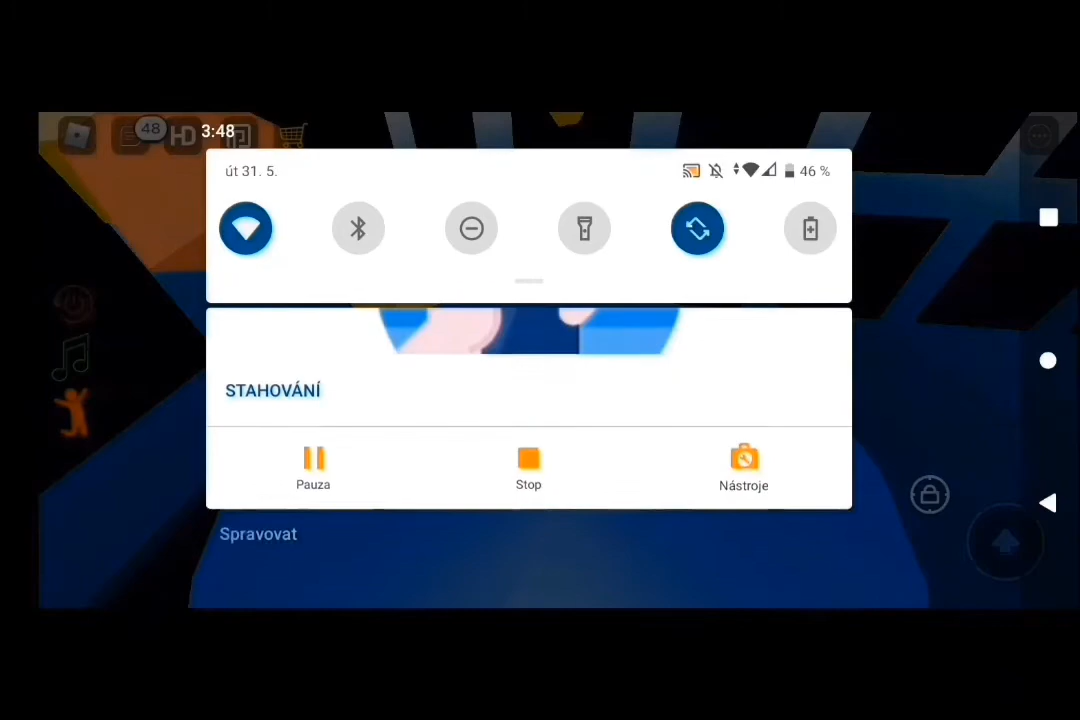 48
HD
3:48
út 31. 5.
46 %
STAHOVÁNÍ
Pauza
Stop
Nástroje
Spravovat